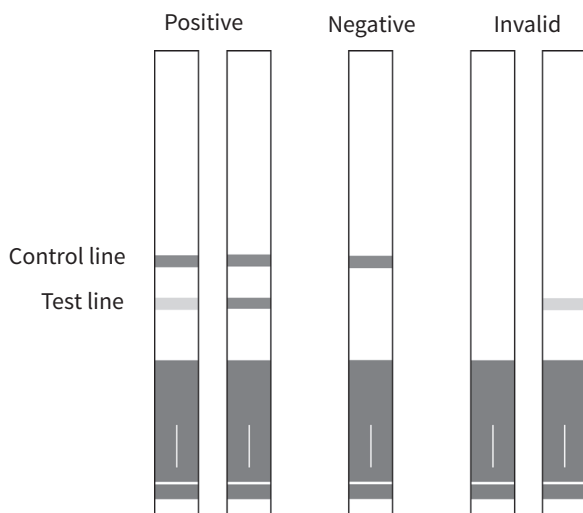 Positive
Negative
Invalid
Control line
Test line